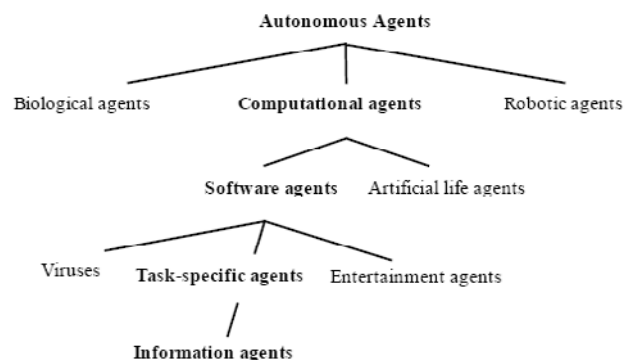 Autonomous Agents
Biological agents
Computational agents
Robotic agents
Software agents
Artificial life agents
Viruses
Task-specific agents
Entertainment agents
Information agents